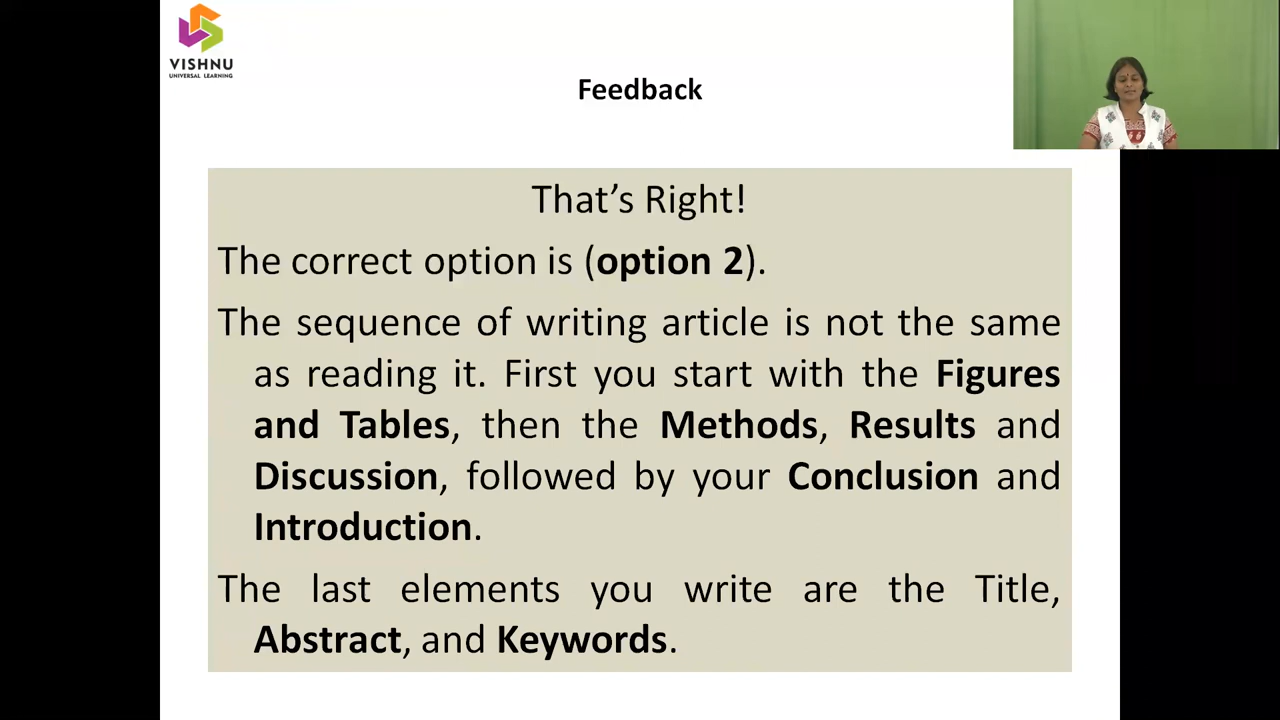 VISHNU
UNIVERSAL LEARNING
Feedback
That’s Right!
The correct option is (option 2).
The sequence of writing article is not the same
as reading it. First you start with the Figures
and Tables, then the Methods, Results and
Discussion, followed by your Conclusion and
Introduction.
The last elements you write are the Title,
Abstract, and Keywords.